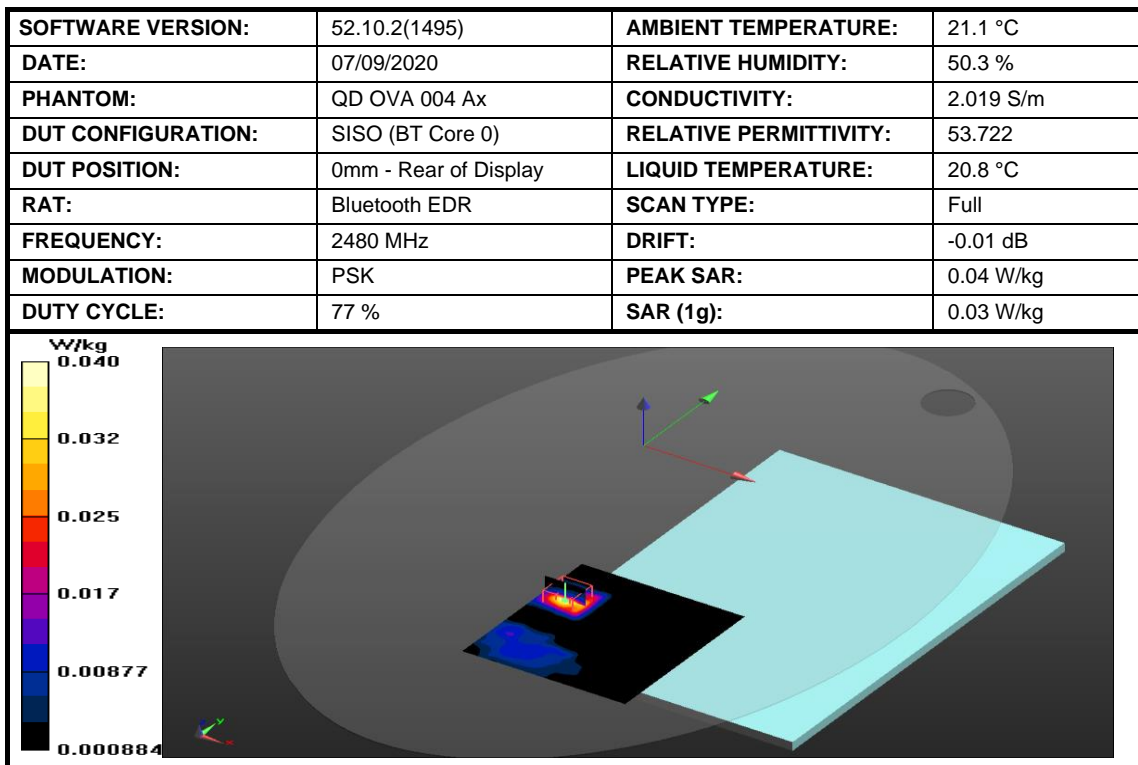 SOFTWARE VERSION: 52.10.2(1495) AMBIENT TEMPERATURE: 21.1 °C
DATE: 07/09/2020 RELATIVE HUMIDITY: 50.3 %
PHANTOM: QD OVA 004 Ax CONDUCTIVITY: 2.019 S/m
DUT CONFIGURATION: SISO (BT Core 0) RELATIVE PERMITTIVITY: 53.722
DUT POSITION: 0mm - Rear of Display LIQUID TEMPERATURE: 20.8 °C
RAT: Bluetooth EDR SCAN TYPE: Full
FREQUENCY: 2480 MHz DRIFT: -0.01 dB
MODULATION: PSK PEAK SAR: 0.04 W/kg
DUTY CYCLE: 77 % SAR (1g): 0.03 W/kg
W/kg
0.040
0.032
0.025
0.017
0.00877
0.000884
z y
x